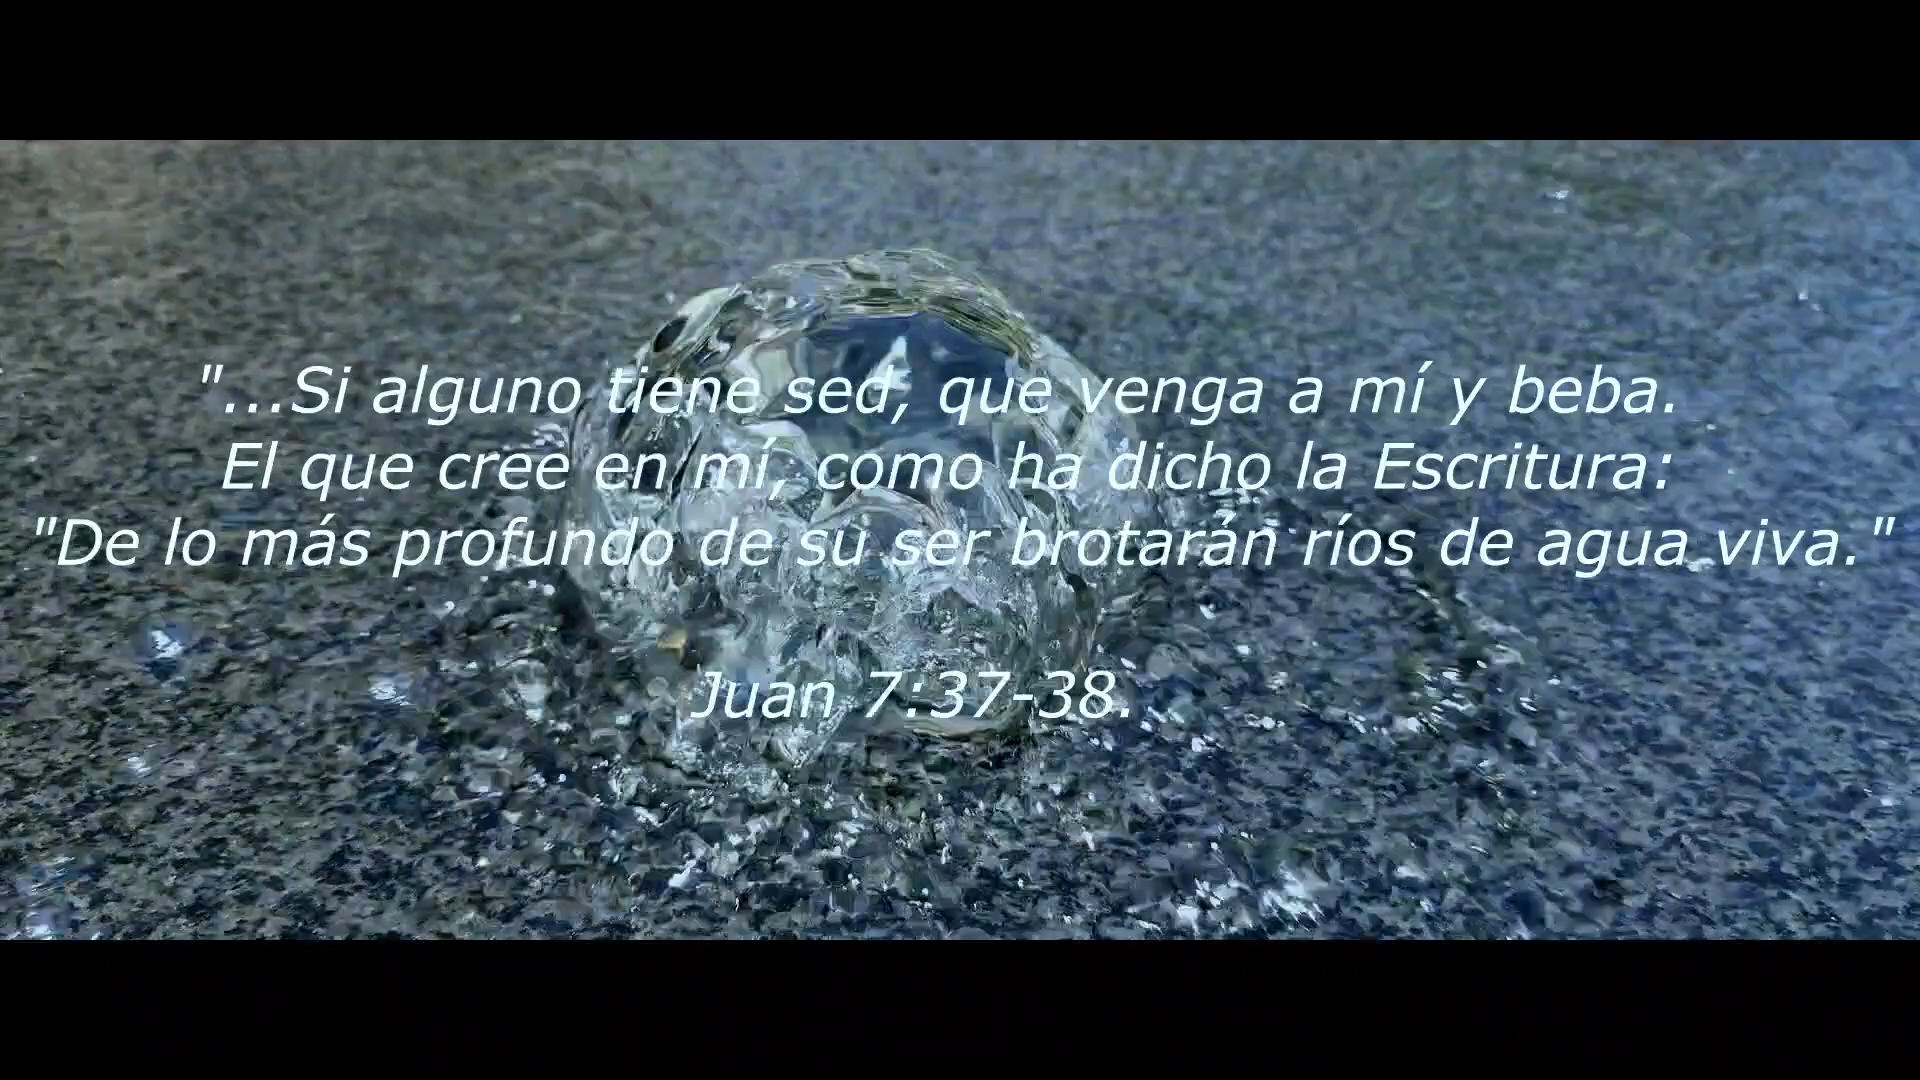 "...Si alguno tiene sed, que venga a mí y beba.
El que cree en mí, como ha dicho la Escritura:
"De lo más profundo de su ser brotarán ríos de agua viva."
Juan 7:37-38.